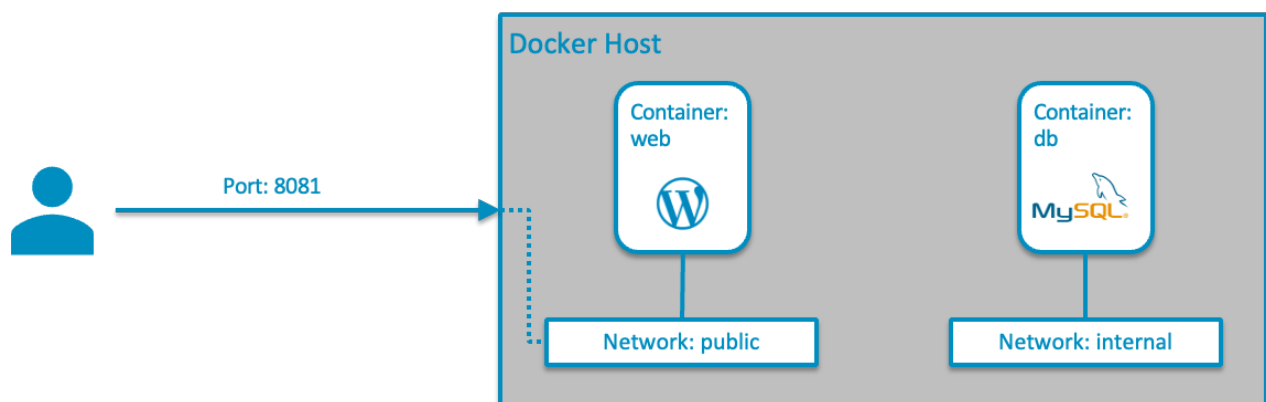 Docker Host
Container:
web
Container:
db
MySQL®
Port: 8081
Network: public
Network: internal